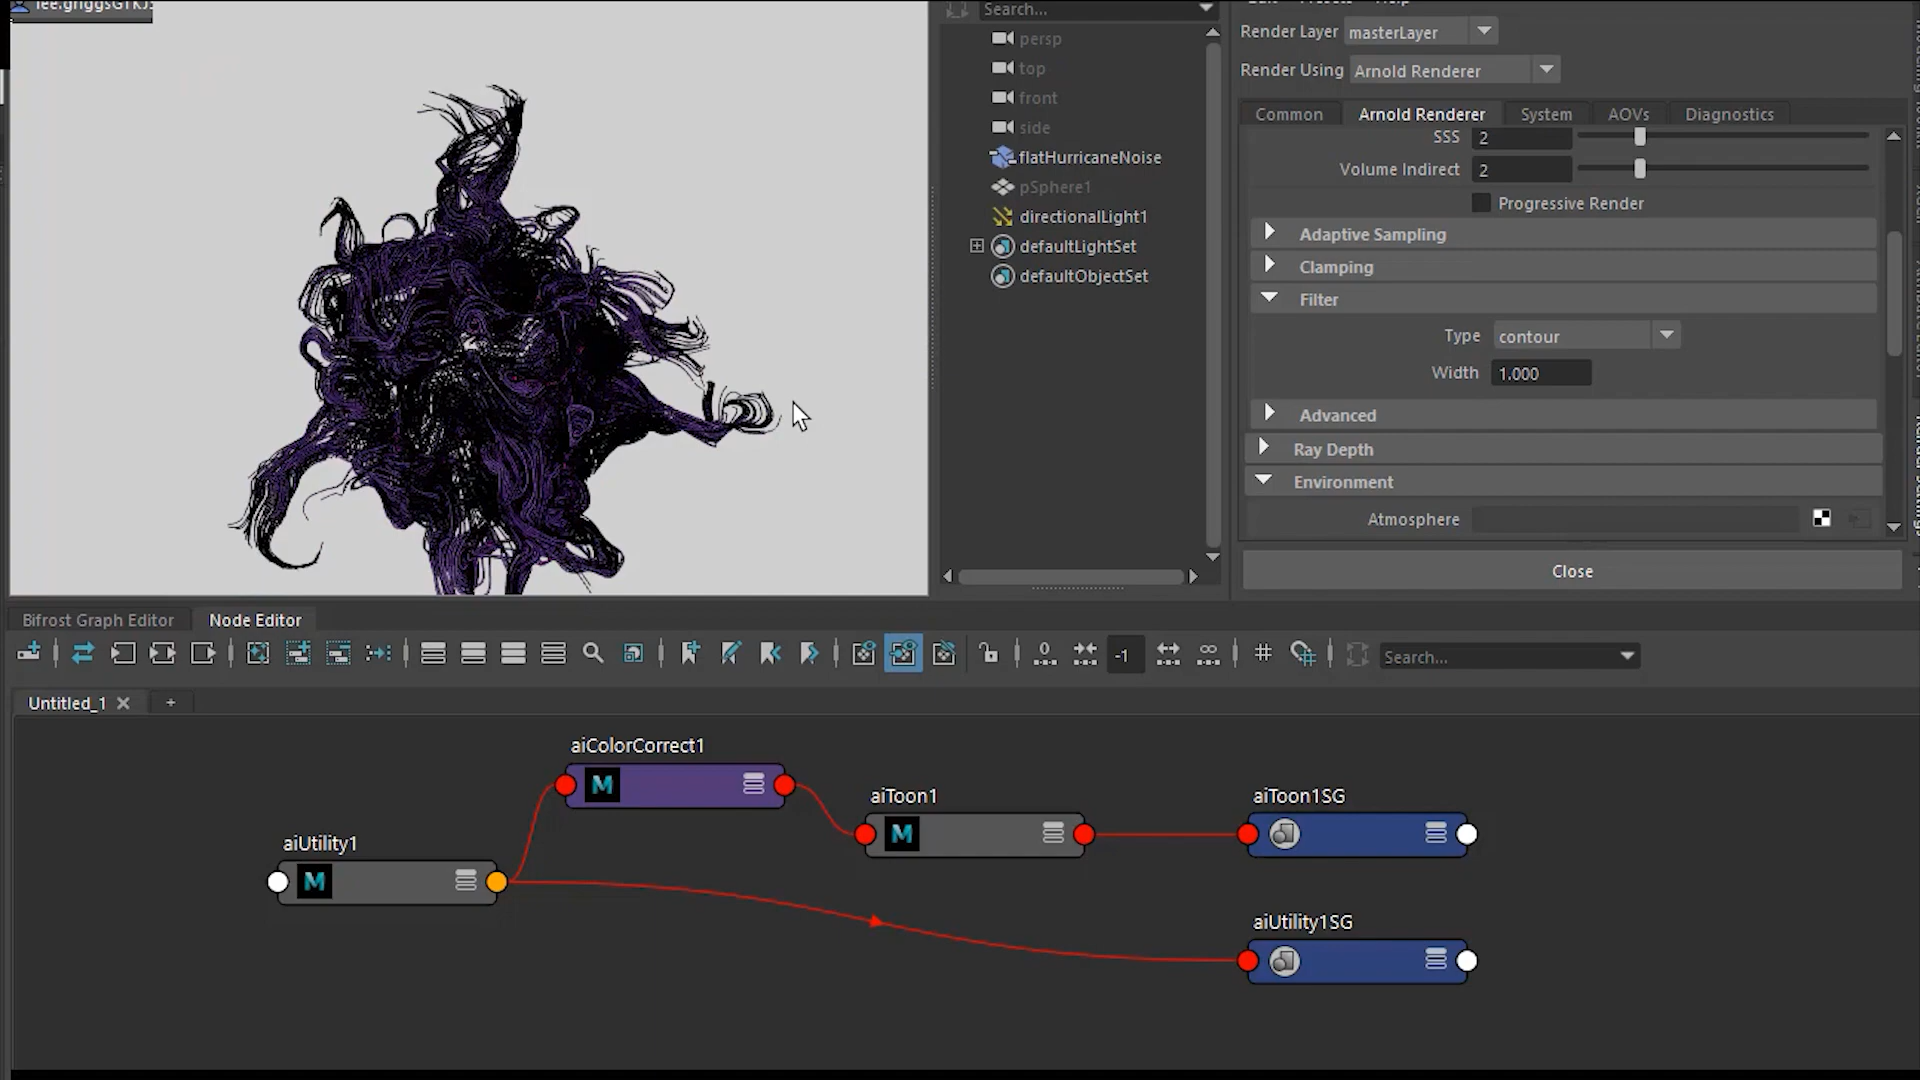 lee.griggsGTKJ
Search...
persp
top
front
side
flatHurricaneNoise
pSphere1
directionalLight1
defaultLightSet
defaultObjectSet
Render Layer masterLayer
Render Using Arnold Renderer
Common Arnold Renderer System AOVs Diagnostics
SSS 2
Volume Indirect 2
Progressive Render
Adaptive Sampling
Clamping
Filter
Type contour
Width 1.000
Advanced
Ray Depth
Environment
Atmosphere
Close
Bifrost Graph Editor Node Editor
0
-1
∞
Search...
Untitled_1 × +
aiColorCorrect1
M
aiToon1
M
aiToon1SG
aiUtility1
M
aiUtility1SG